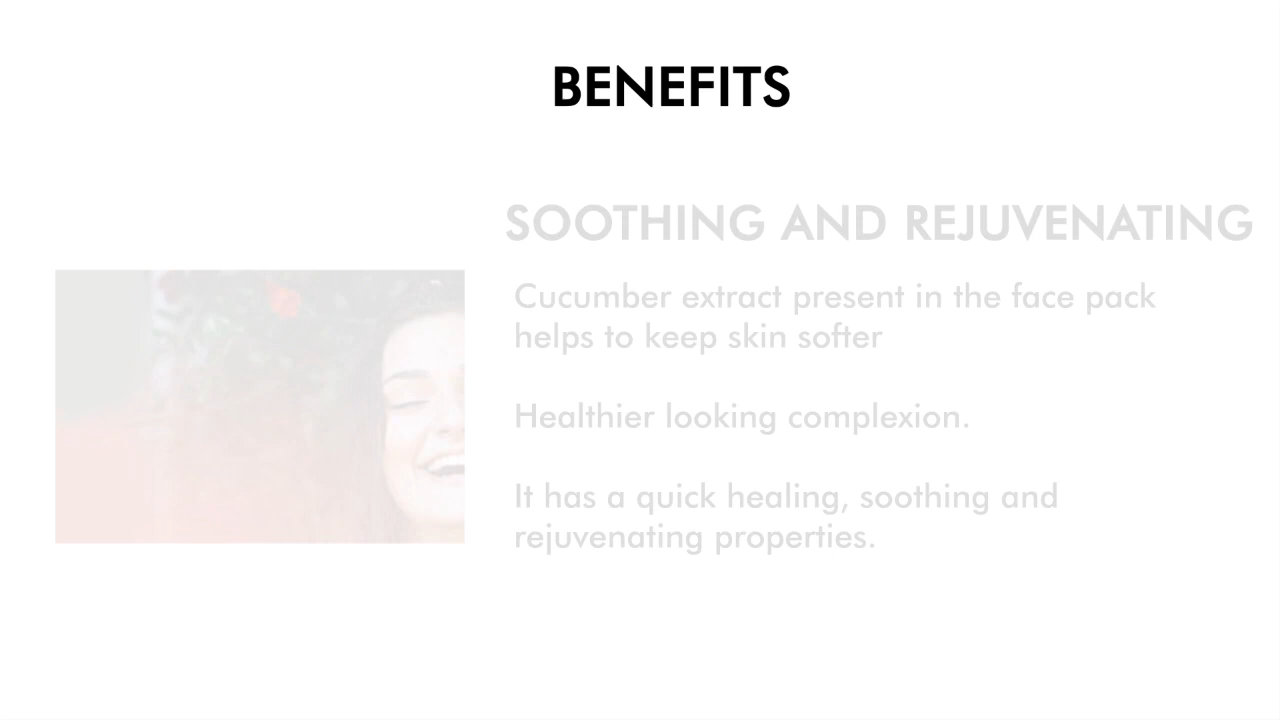 BENEFITS
SOOTHING AND REJUVENATING
Cucumber extract present in the face pack
helps to keep skin softer
Healthier looking complexion.
It has a quick healing, soothing and
rejuvenating properties.